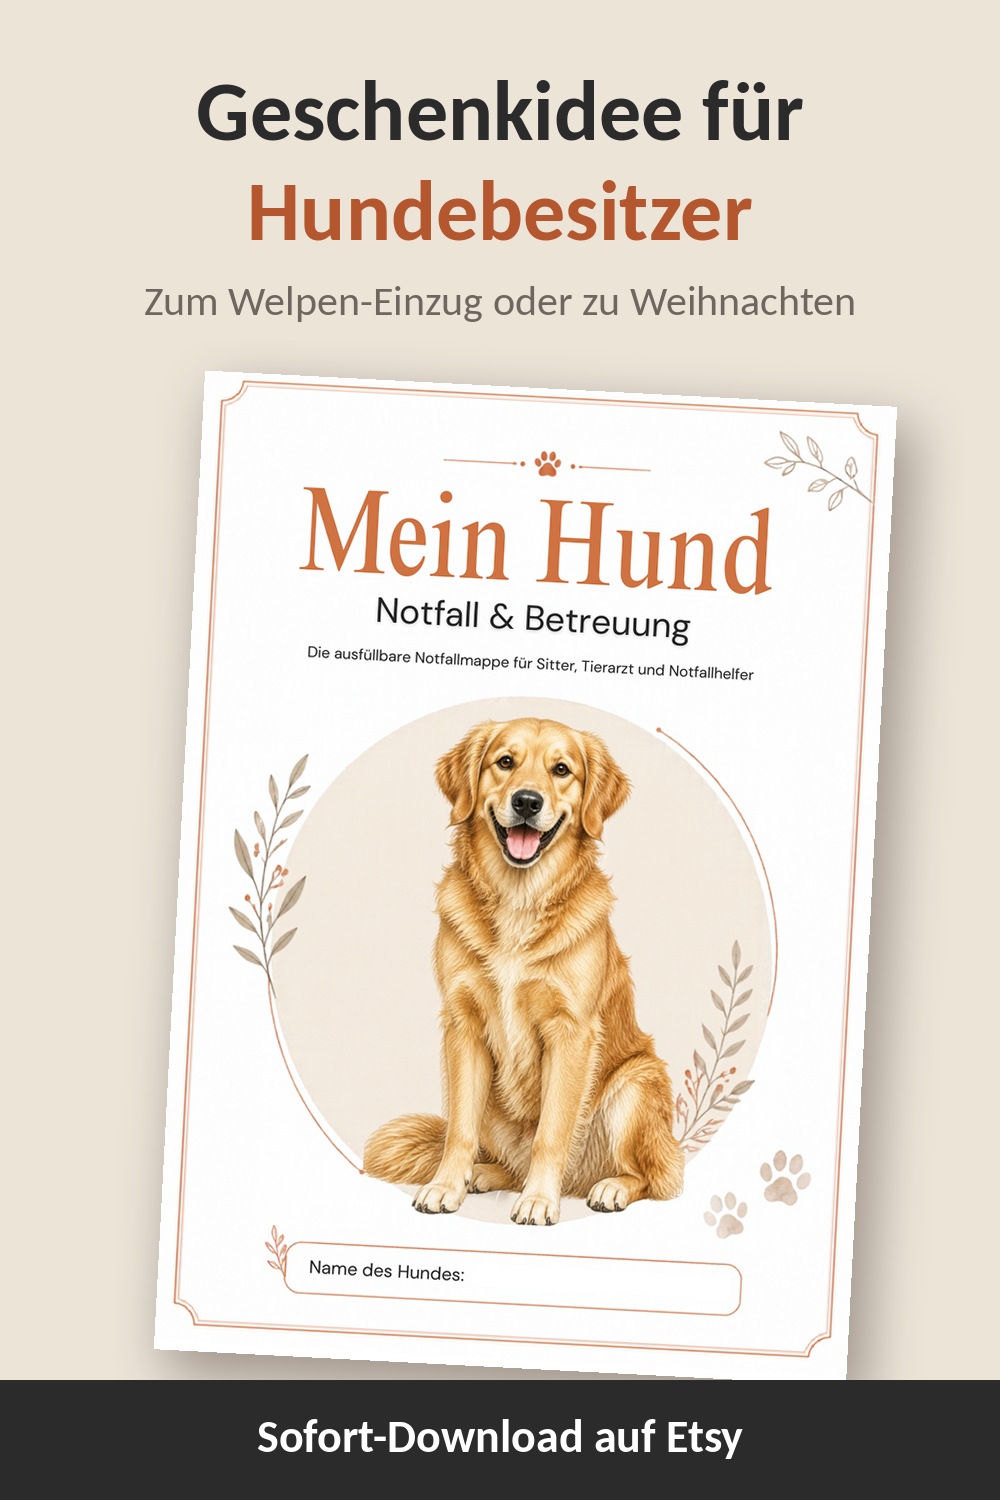 Geschenkidee für
Hundebesitzer
Zum Welpen-Einzug oder zu Weihnachten
Mein Hund
Notfall & Betreuung
Die ausfüllbare Notfallmappe für Sitter, Tierarzt und Notfallhelfer
Name des Hundes:
Sofort-Download auf Etsy